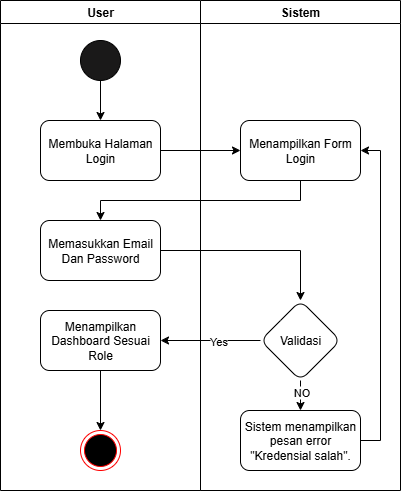 User
Sistem
Membuka Halaman
Login
Menampilkan Form
Login
Memasukkan Email
Dan Password
Menampilkan
Dashboard Sesuai
Role
Yes
Validasi
NO
Sistem menampilkan
pesan error
"Kredensial salah".